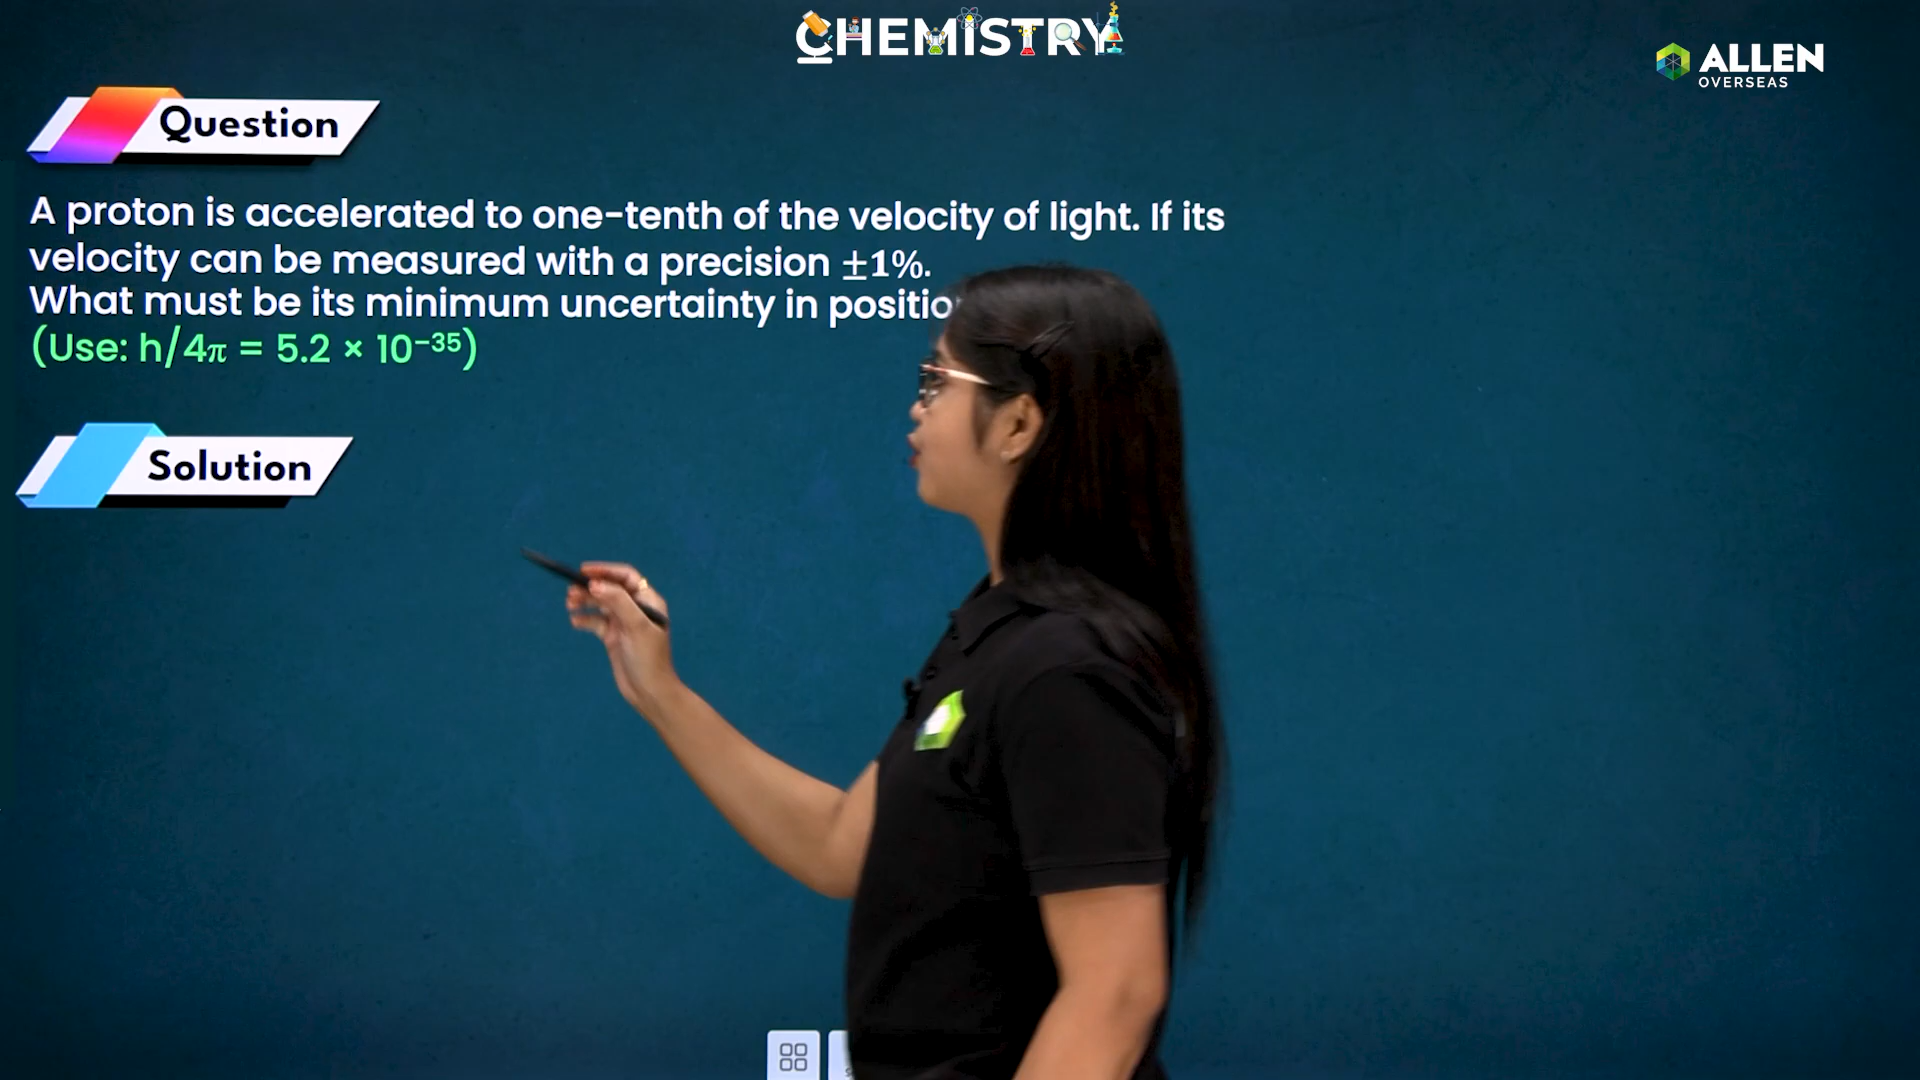 CHEMISTRY
ALLEN
OVERSEAS
Question
A proton is accelerated to one-tenth of the velocity of light. If its
velocity can be measured with a precision ±1%.
What must be its minimum uncertainty in
(Use: h/4π = 5.2 × 10⁻³⁵)
Solution